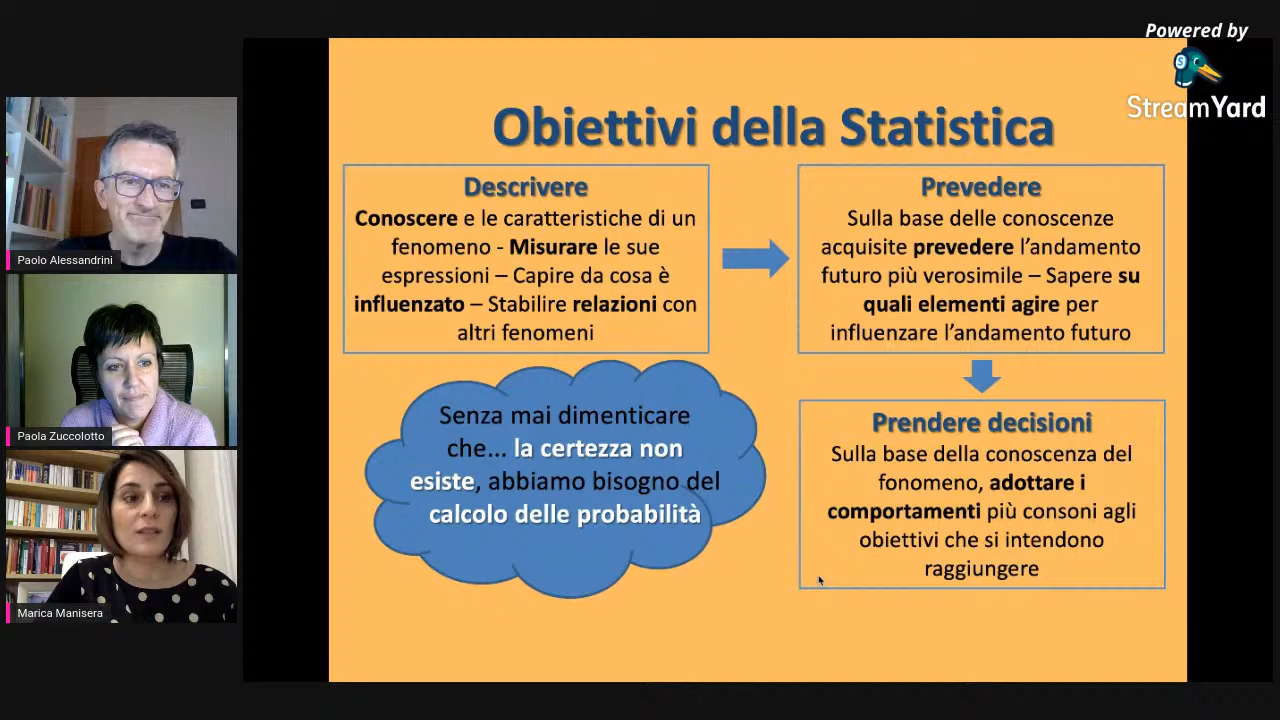 Powered by
StreamYard
Obiettivi della Statistica
Descrivere
Conoscere e le caratteristiche di un
fenomeno - Misurare le sue
espressioni – Capire da cosa è
influenzato – Stabilire relazioni con
altri fenomeni
Prevedere
Sulla base delle conoscenze
acquisite prevedere l’andamento
futuro più verosimile – Sapere su
quali elementi agire per
influenzare l’andamento futuro
Senza mai dimenticare
che... la certezza non
esiste, abbiamo bisogno del
calcolo delle probabilità
Prendere decisioni
Sulla base della conoscenza del
fonomeno, adottare i
comportamenti più consoni agli
obiettivi che si intendono
raggiungere
Paolo Alessandrini
Paola Zuccolotto
Marica Manisera